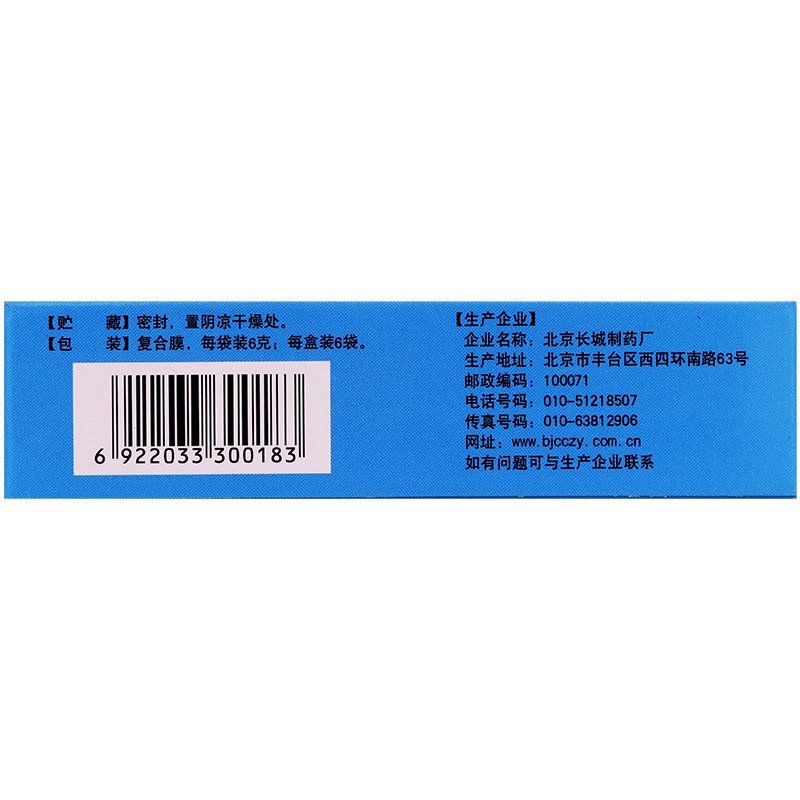 【贮 藏】密封，置阴凉干燥处。
【包 装】复合膜，每袋装6克；每盒装6袋。
6 922033 300183
【生产企业】
企业名称：北京长城制药厂
生产地址：北京市丰台区西四环南路63号
邮政编码：100071
电话号码：010-51218507
传真号码：010-63812906
网址：www.bjcczy.com.cn
如有问题可与生产企业联系